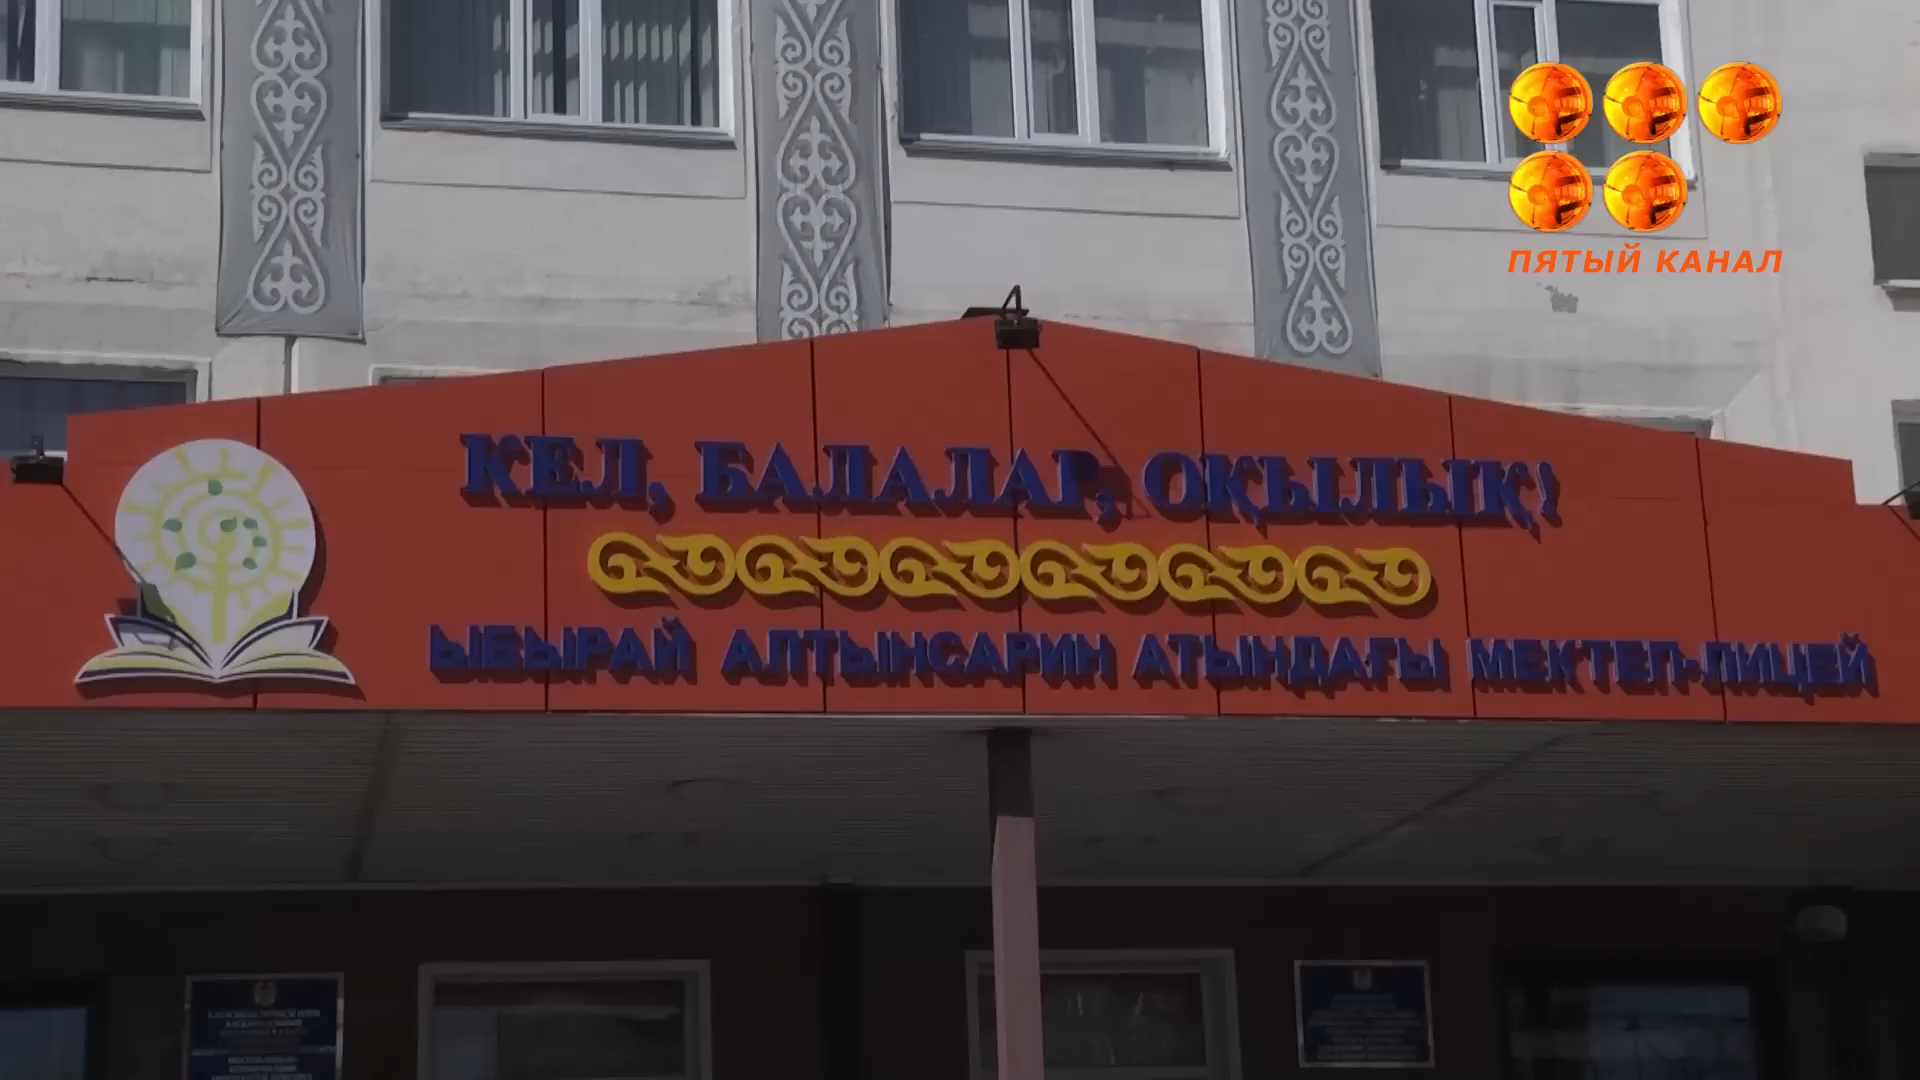 ПЯТЫЙ КАНАЛ
КЕЛ, БАЛАЛАР, ОҚЫЛЫҚ!
ЫБЫРАЙ АЛТЫНСАРИН АТЫНДАҒЫ МЕКТЕП-ЛИЦЕЙ